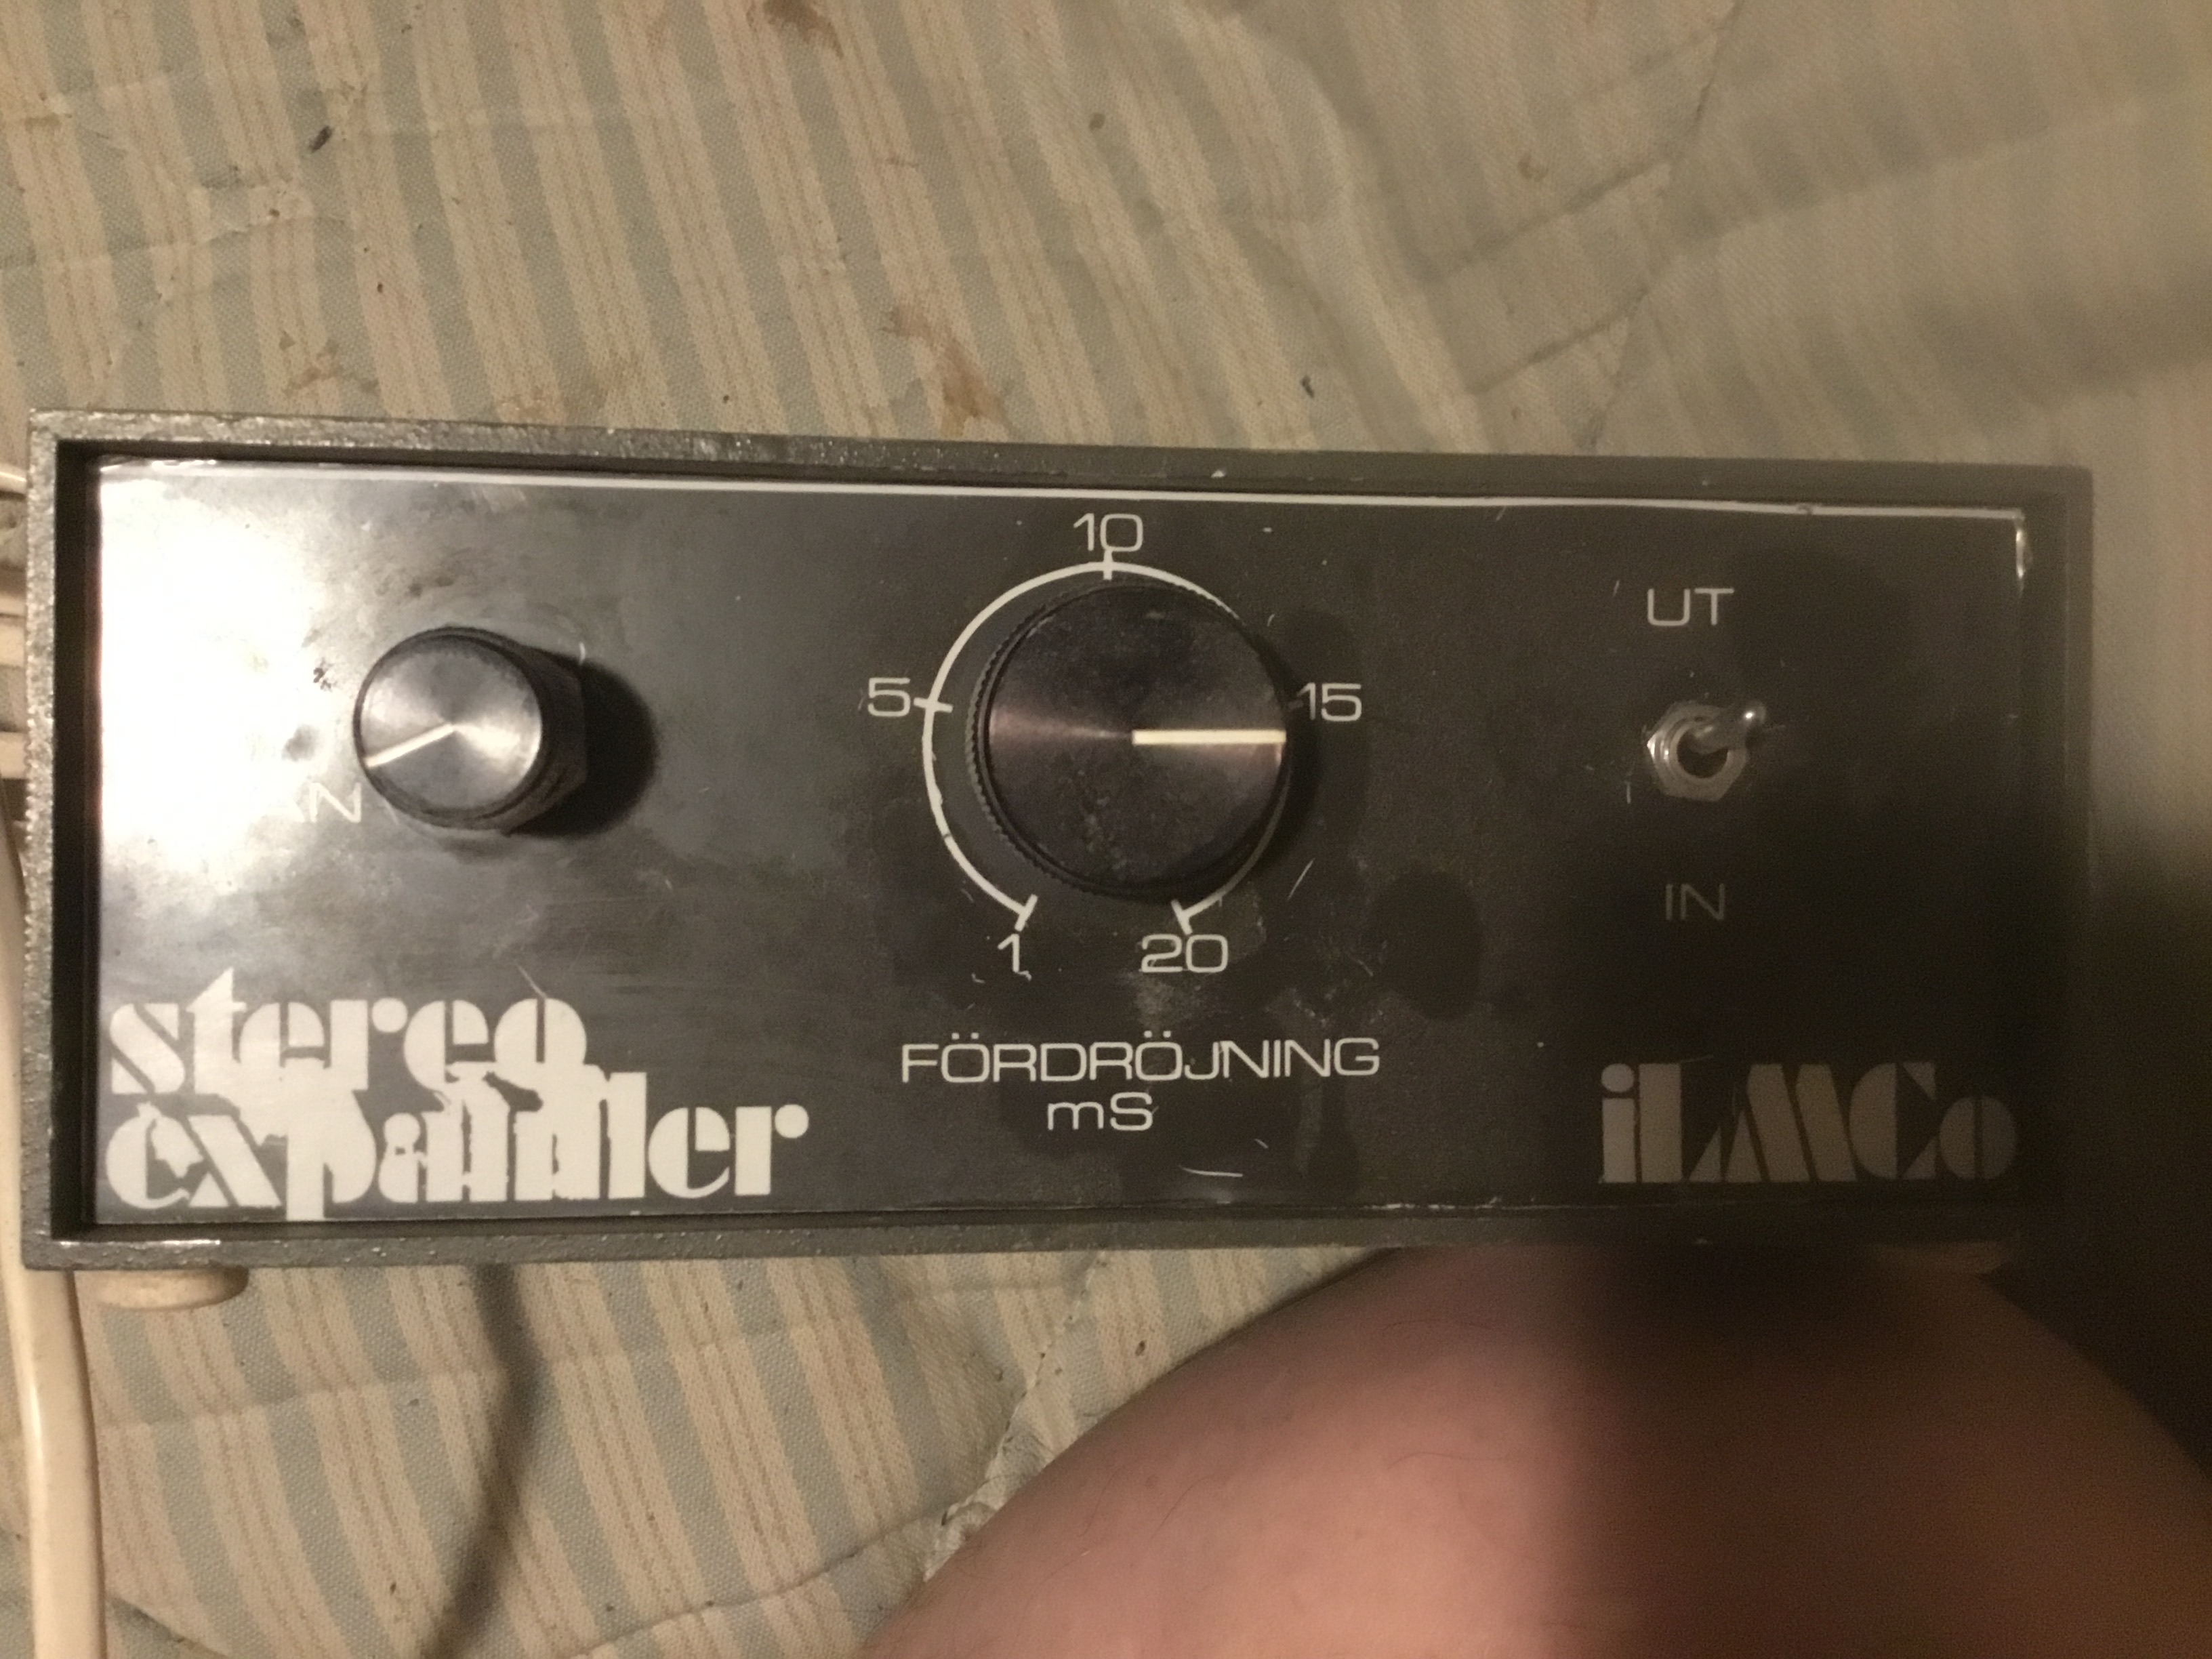 10
5
15
UT
IN
1
20
FÖRDRÖJNING
mS
stereo
expander
iLMCo